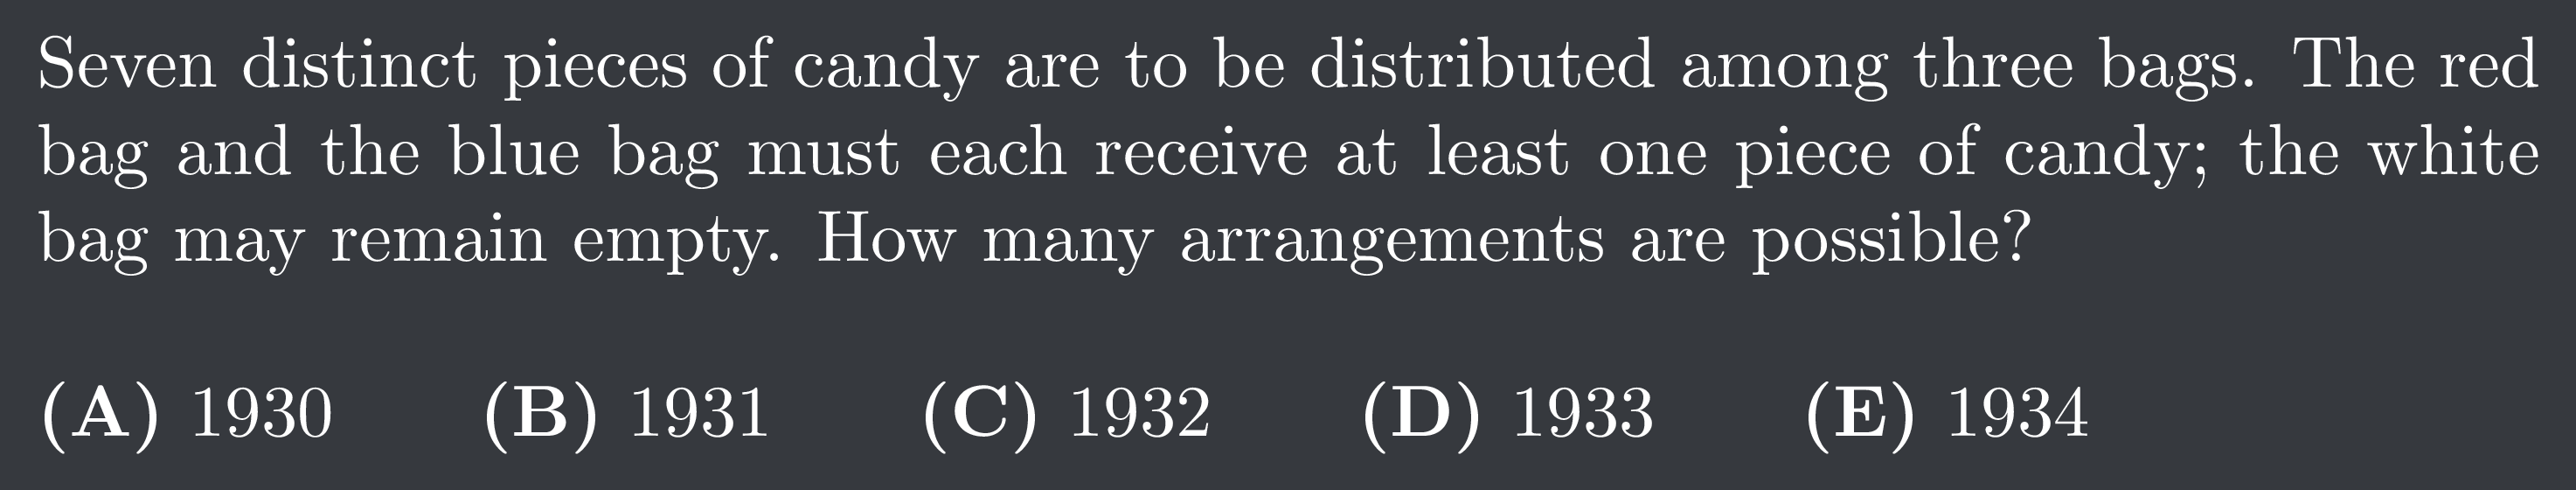 Seven distinct pieces of candy are to be distributed among three bags. The red
bag and the blue bag must each receive at least one piece of candy; the white
bag may remain empty. How many arrangements are possible?
(A) 1930 (B) 1931 (C) 1932 (D) 1933 (E) 1934